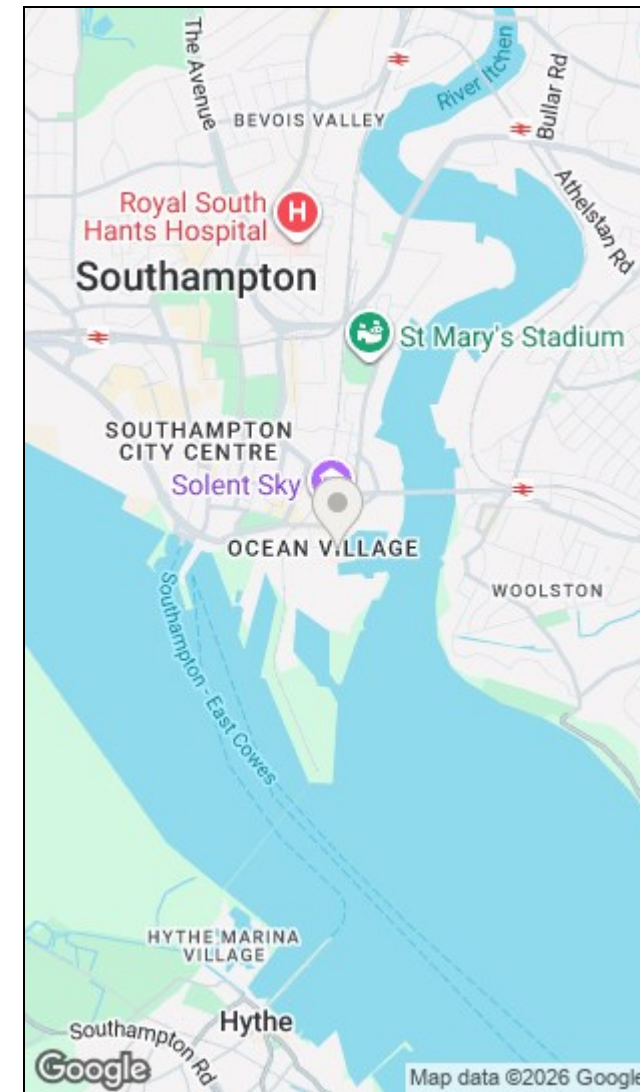 The Avenue
River Itchen
Bullar Rd
BEVOIS VALLEY
Athelstan Rd
Royal South
Hants Hospital
H
Southampton
St Mary's Stadium
SOUTHAMPTON
CITY CENTRE
Solent Sky
OCEAN VILLAGE
WOOLSTON
Southampton - East Cowes
HYTHE MARINA
VILLAGE
Hythe
Southampton Rd
Google
Map data ©2026 Google